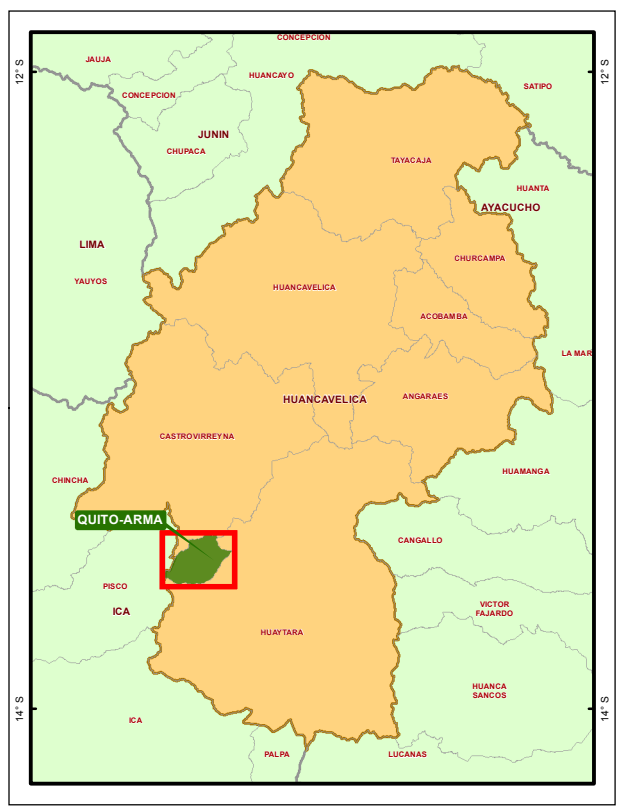 CONCEPCION
JAUJA
12° S
12° S
HUANCAYO
SATIPO
CONCEPCION
JUNIN
CHUPACA
TAYACAJA
HUANTA
AYACUCHO
LIMA
CHURCAMPA
YAUYOS
HUANCAVELICA
ACOBAMBA
LA MAR
HUANCAVELICA
ANGARAES
CASTROVIRREYNA
CHINCHA
HUAMANGA
QUITO-ARMA
CANGALLO
PISCO
ICA
VICTOR
FAJARDO
HUAYTARA
HUANCA
SANCOS
14° S
14° S
ICA
PALPA
LUCANAS